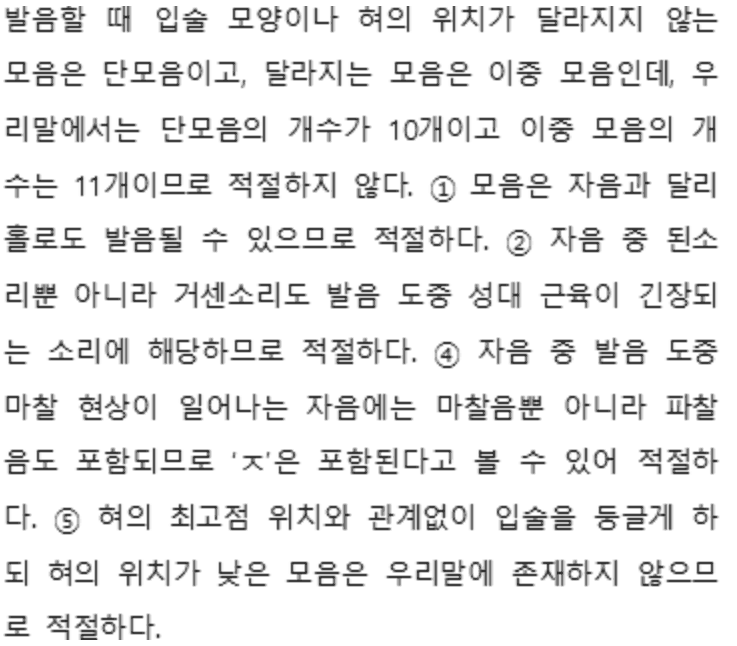 발음할 때 입술 모양이나 혀의 위치가 달라지지 않는
모음은 단모음이고, 달라지는 모음은 이중 모음인데, 우
리말에서는 단모음의 개수가 10개이고 이중 모음의 개
수는 11개이므로 적절하지 않다. ① 모음은 자음과 달리
홀로도 발음될 수 있으므로 적절하다. ② 자음 중 된소
리뿐 아니라 거센소리도 발음 도중 성대 근육이 긴장되
는 소리에 해당하므로 적절하다. ④ 자음 중 발음 도중
마찰 현상이 일어나는 자음에는 마찰음뿐 아니라 파찰
음도 포함되므로 ‘ㅈ’은 포함된다고 볼 수 있어 적절하
다. ⑤ 혀의 최고점 위치와 관계없이 입술을 둥글게 하
되 혀의 위치가 낮은 모음은 우리말에 존재하지 않으므
로 적절하다.